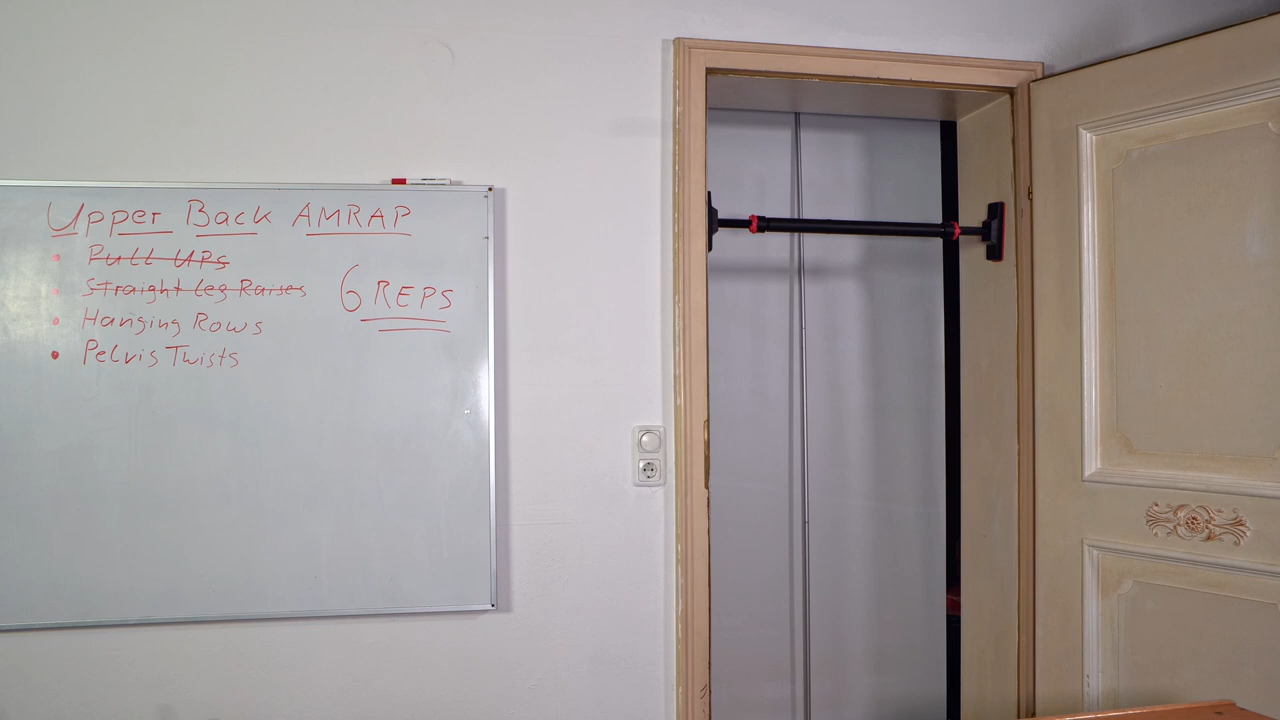 Upper Back AMRAP
• Pull UPs
• Straight Leg Raises
6 REPS
• Hanging Rows
• Pelvis Twists